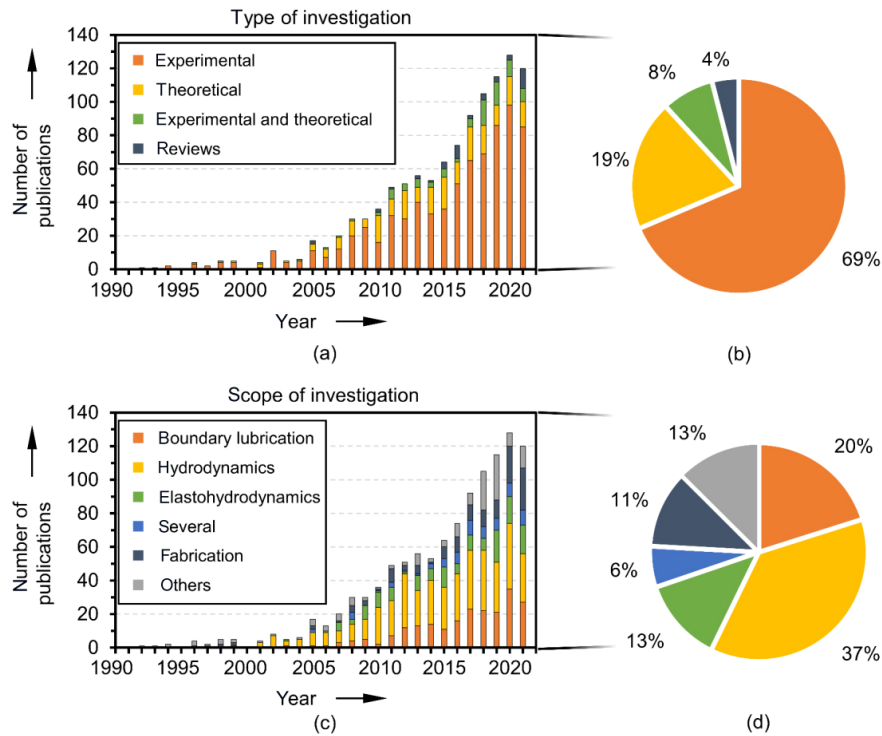 Type of investigation
140
120
100
80
60
40
20
0
Number of
publications
Experimental
Theoretical
Experimental and theoretical
Reviews
1990
1995
2000
2005
2010
2015
2020
Year
(a)
4%
8%
19%
69%
(b)
Scope of investigation
140
120
100
80
60
40
20
0
Number of
publications
Boundary lubrication
Hydrodynamics
Elastohydrodynamics
Several
Fabrication
Others
1990
1995
2000
2005
2010
2015
2020
Year
(c)
13%
20%
11%
6%
13%
37%
(d)